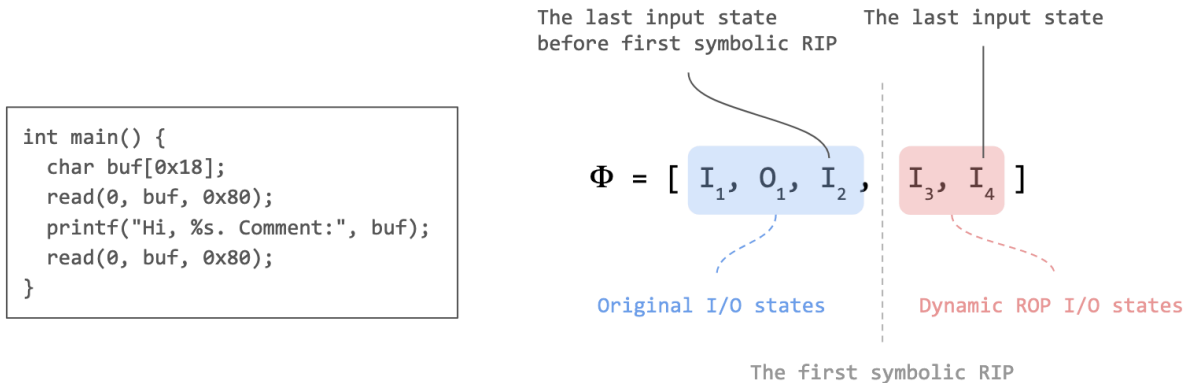 int main() {
char buf[0x18];
read(0, buf, 0x80);
printf("Hi, %s. Comment:", buf);
read(0, buf, 0x80);
}
The last input state
before first symbolic RIP
The last input state
Φ = [ I1, O1, I2, I3, I4 ]
Original I/O states
Dynamic ROP I/O states
The first symbolic RIP